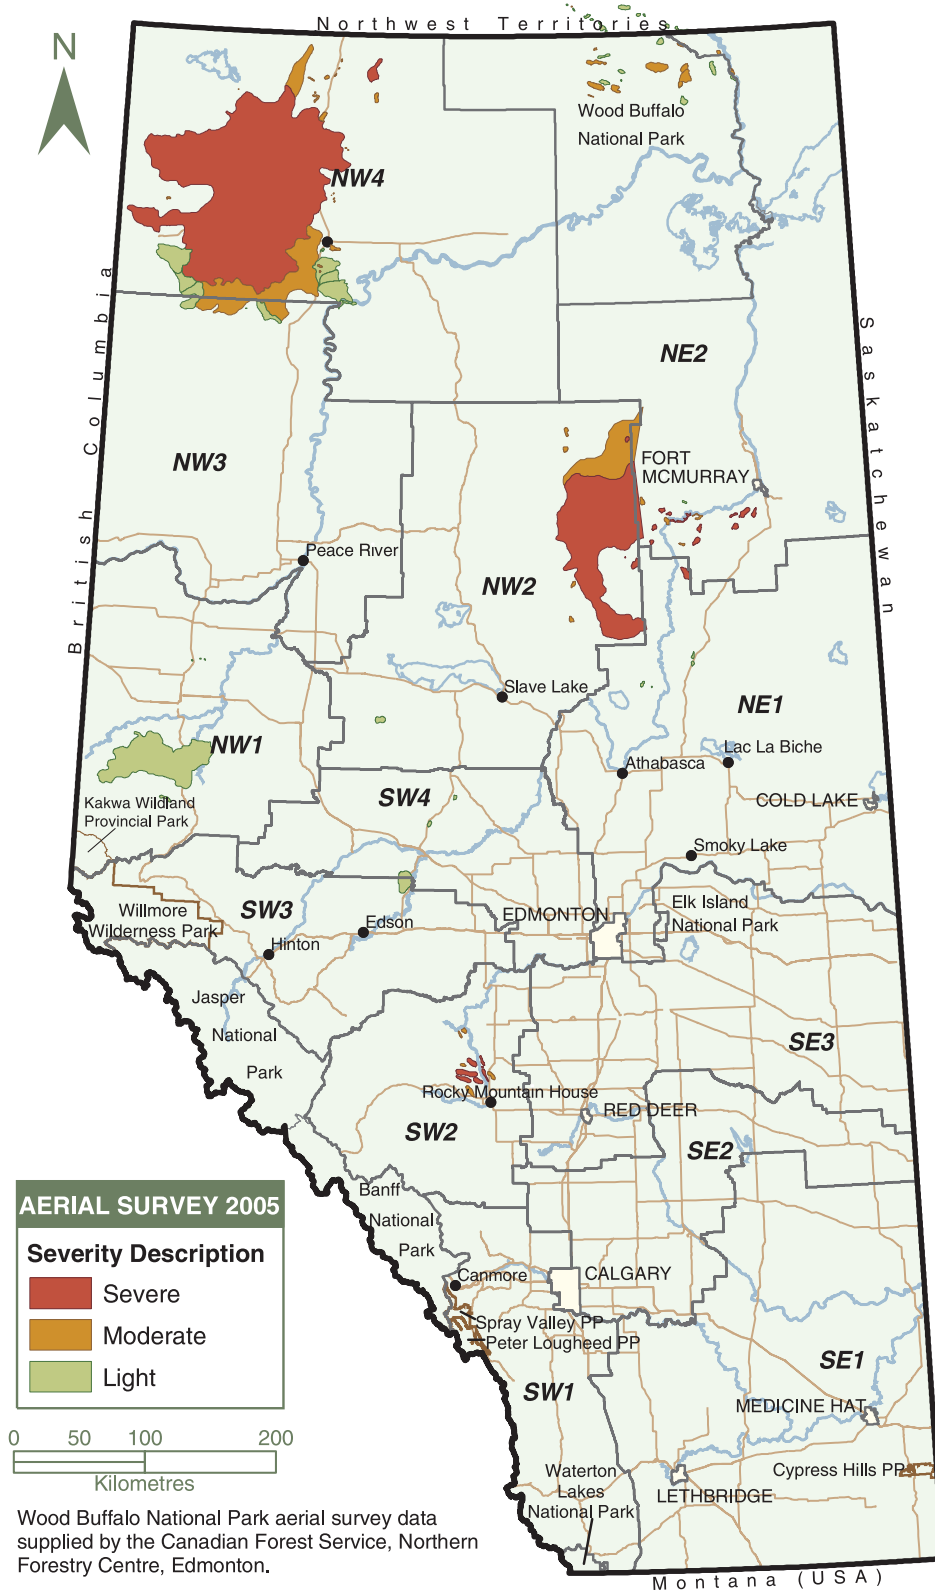 Northwest Territories
N
Wood Buffalo
National Park
NW4
British Columbia
Saskatchewan
NE2
NW3
FORT
MCMURRAY
Peace River
NW2
Slave Lake
NE1
NW1
Lac La Biche
Athabasca
SW4
COLD LAKE
Kakwa Wildland
Provincial Park
Smoky Lake
Elk Island
National Park
Willmore
Wilderness Park
SW3
EDMONTON
Edson
Hinton
Jasper
National
Park
SE3
Rocky Mountain House
RED DEER
SW2
SE2
Banff
National
Park
Canmore
CALGARY
Spray Valley PP
Peter Lougheed PP
SE1
SW1
MEDICINE HAT
Waterton
Lakes
National Park
Cypress Hills PP
LETHBRIDGE
AERIAL SURVEY 2005
Severity Description
Severe
Moderate
Light
0 50 100 200
Kilometres
Wood Buffalo National Park aerial survey data
supplied by the Canadian Forest Service, Northern
Forestry Centre, Edmonton.
Montana (USA)